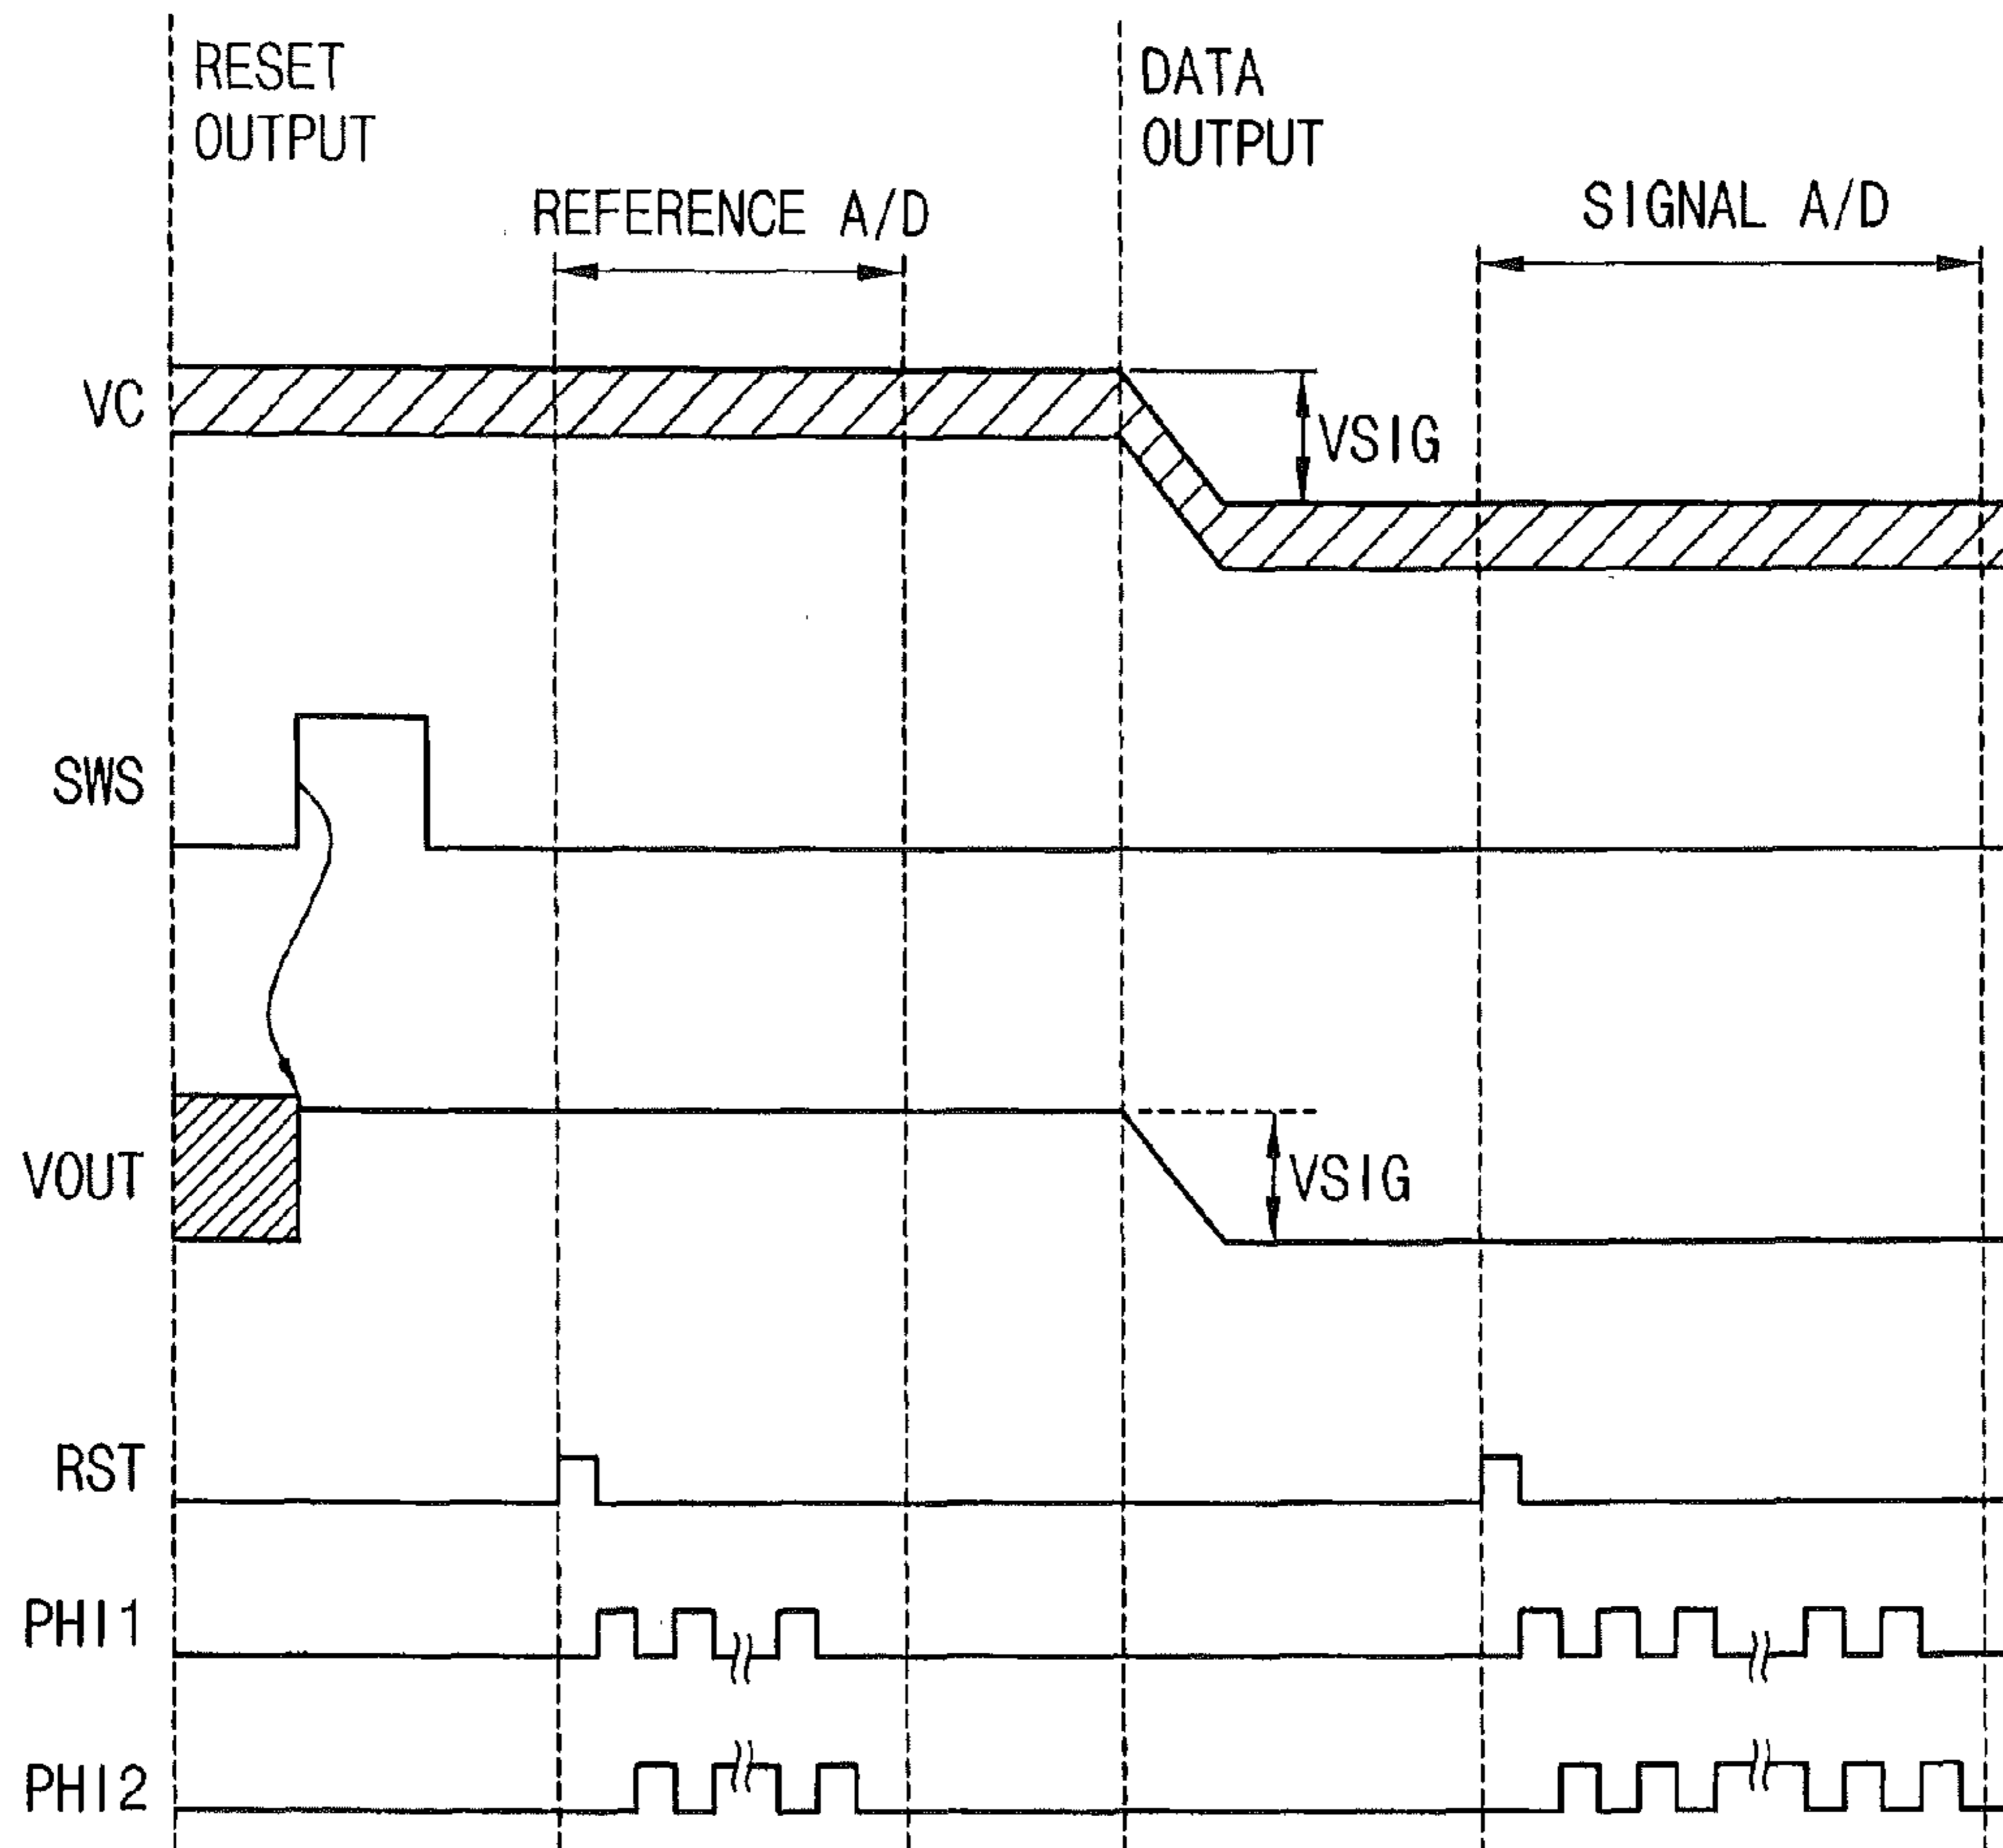 RESET
OUTPUT
DATA
OUTPUT
REFERENCE A/D
SIGNAL A/D
VC
VSIG
SWS
VOUT
VSIG
RST
PHI1
PHI2